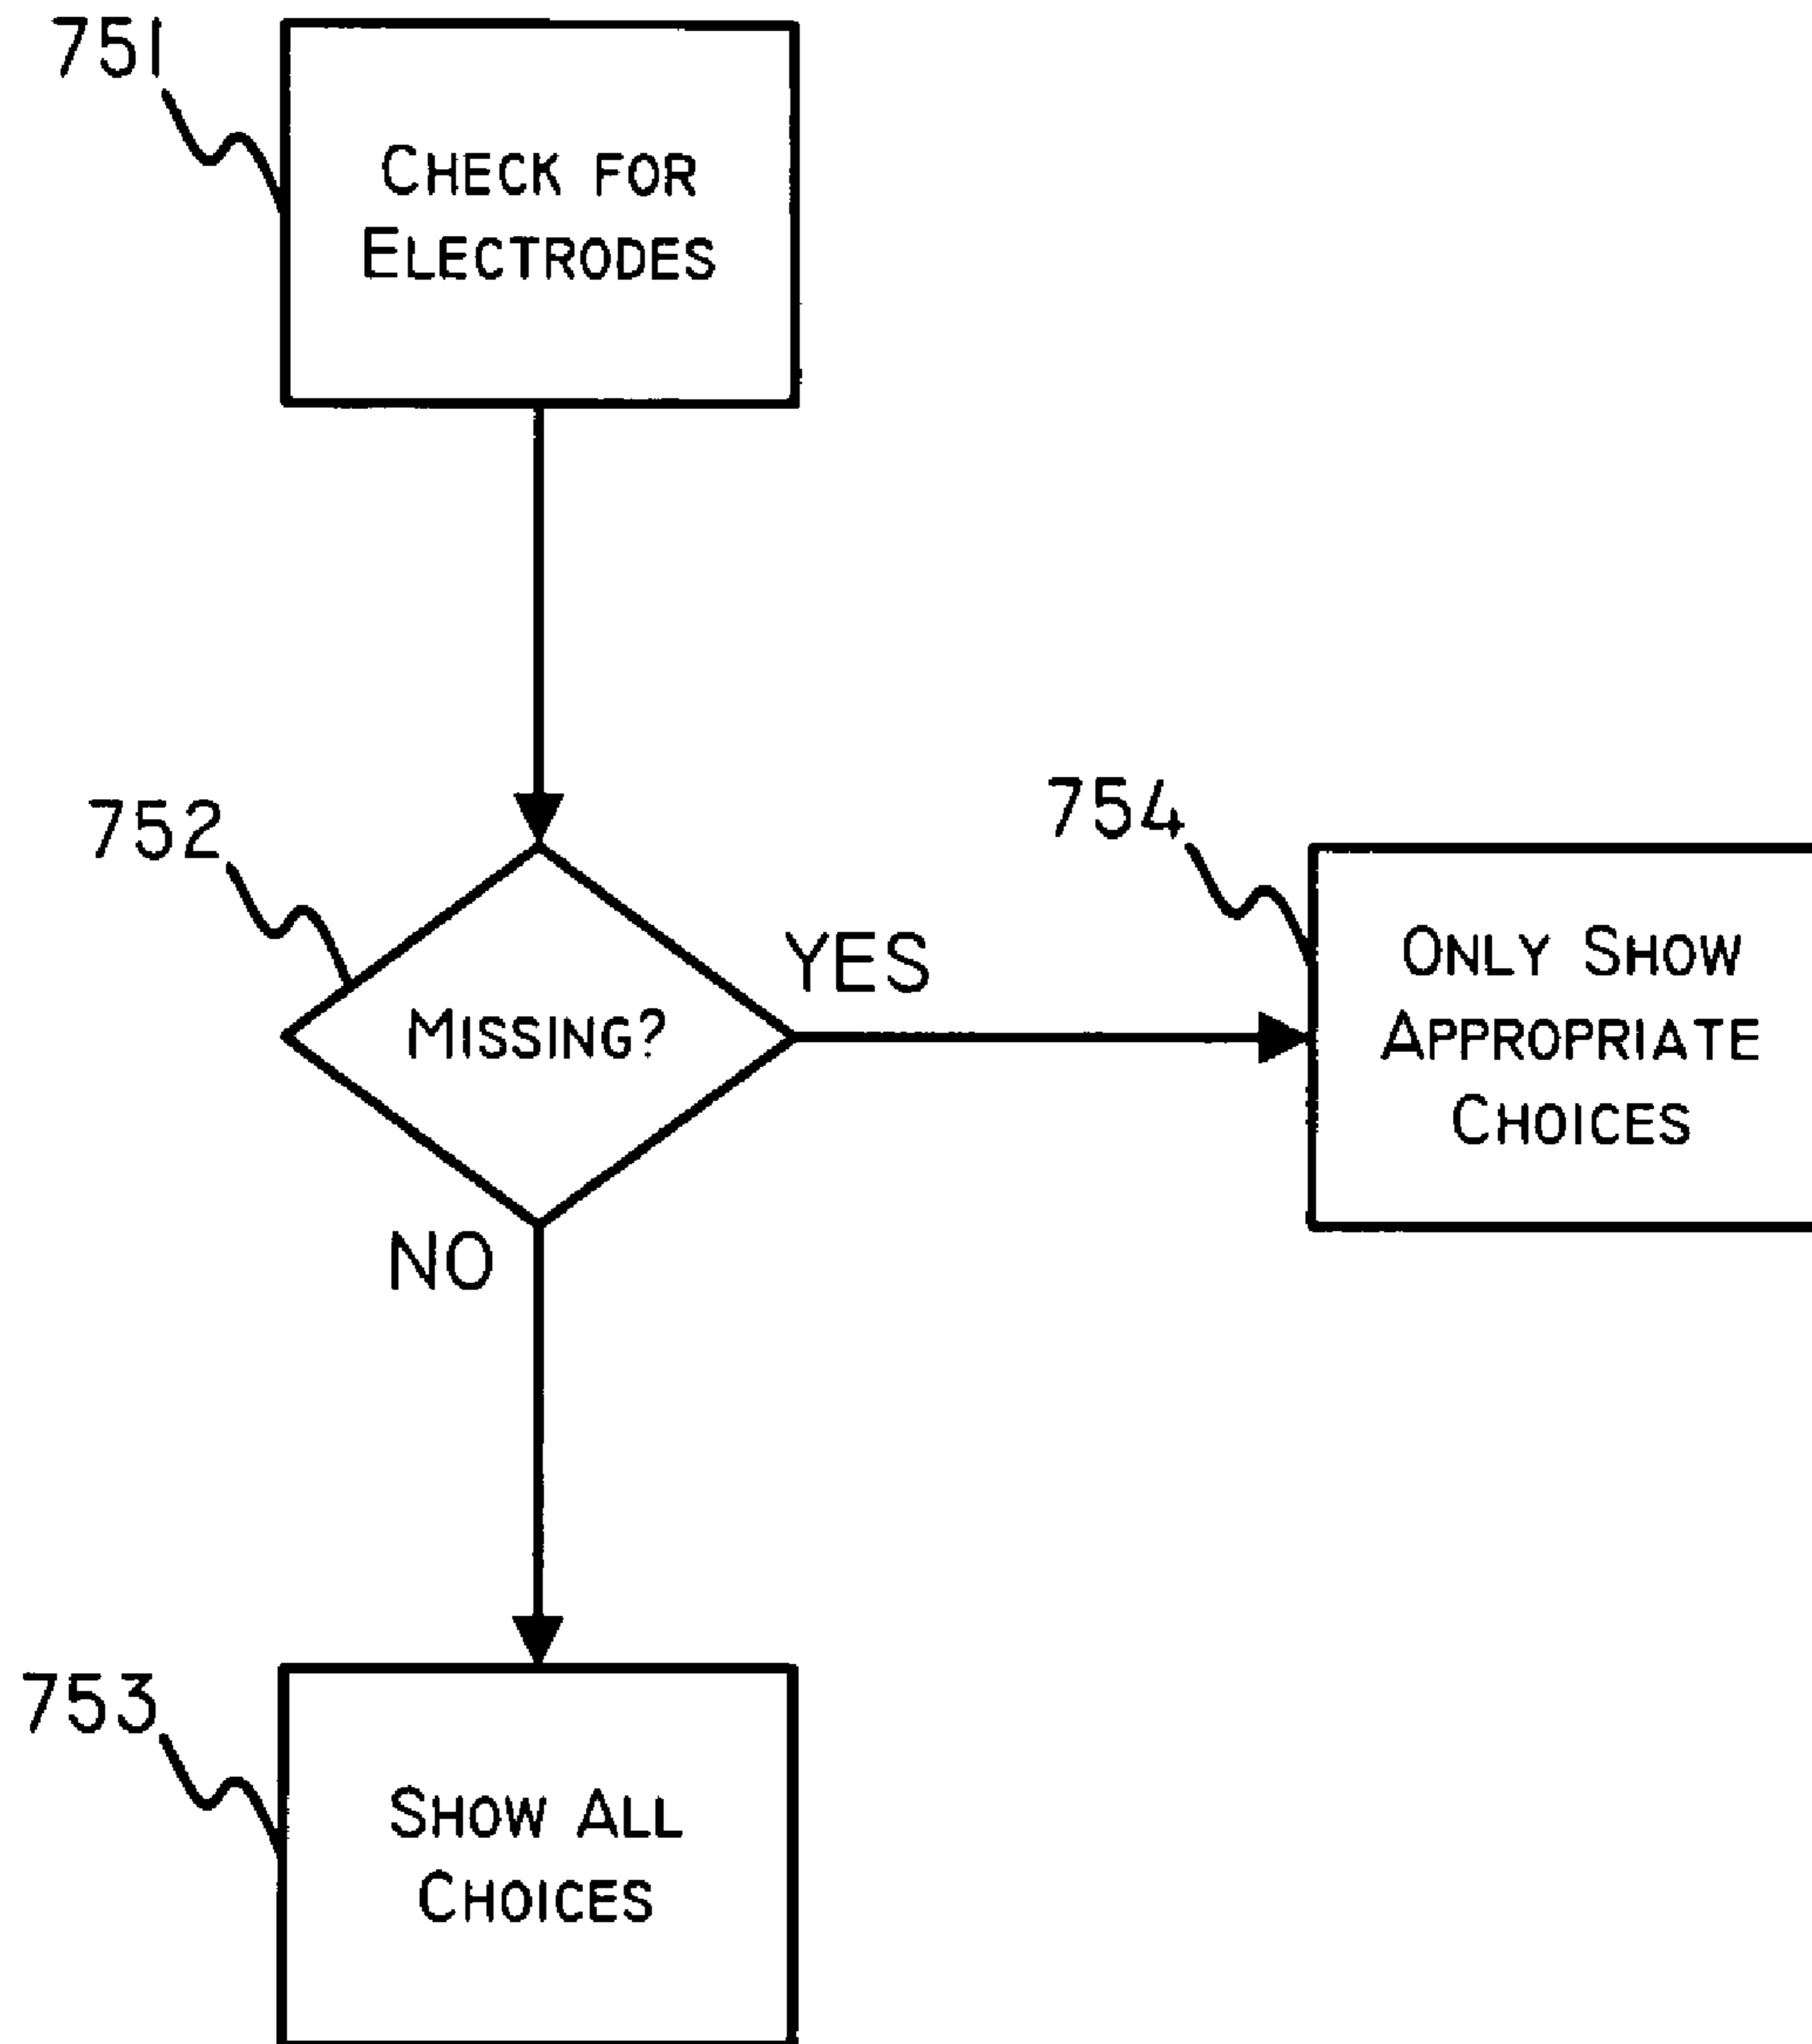 751
CHECK FOR
ELECTRODES
752
MISSING?
YES
NO
754
ONLY SHOW
APPROPRIATE
CHOICES
753
SHOW ALL
CHOICES